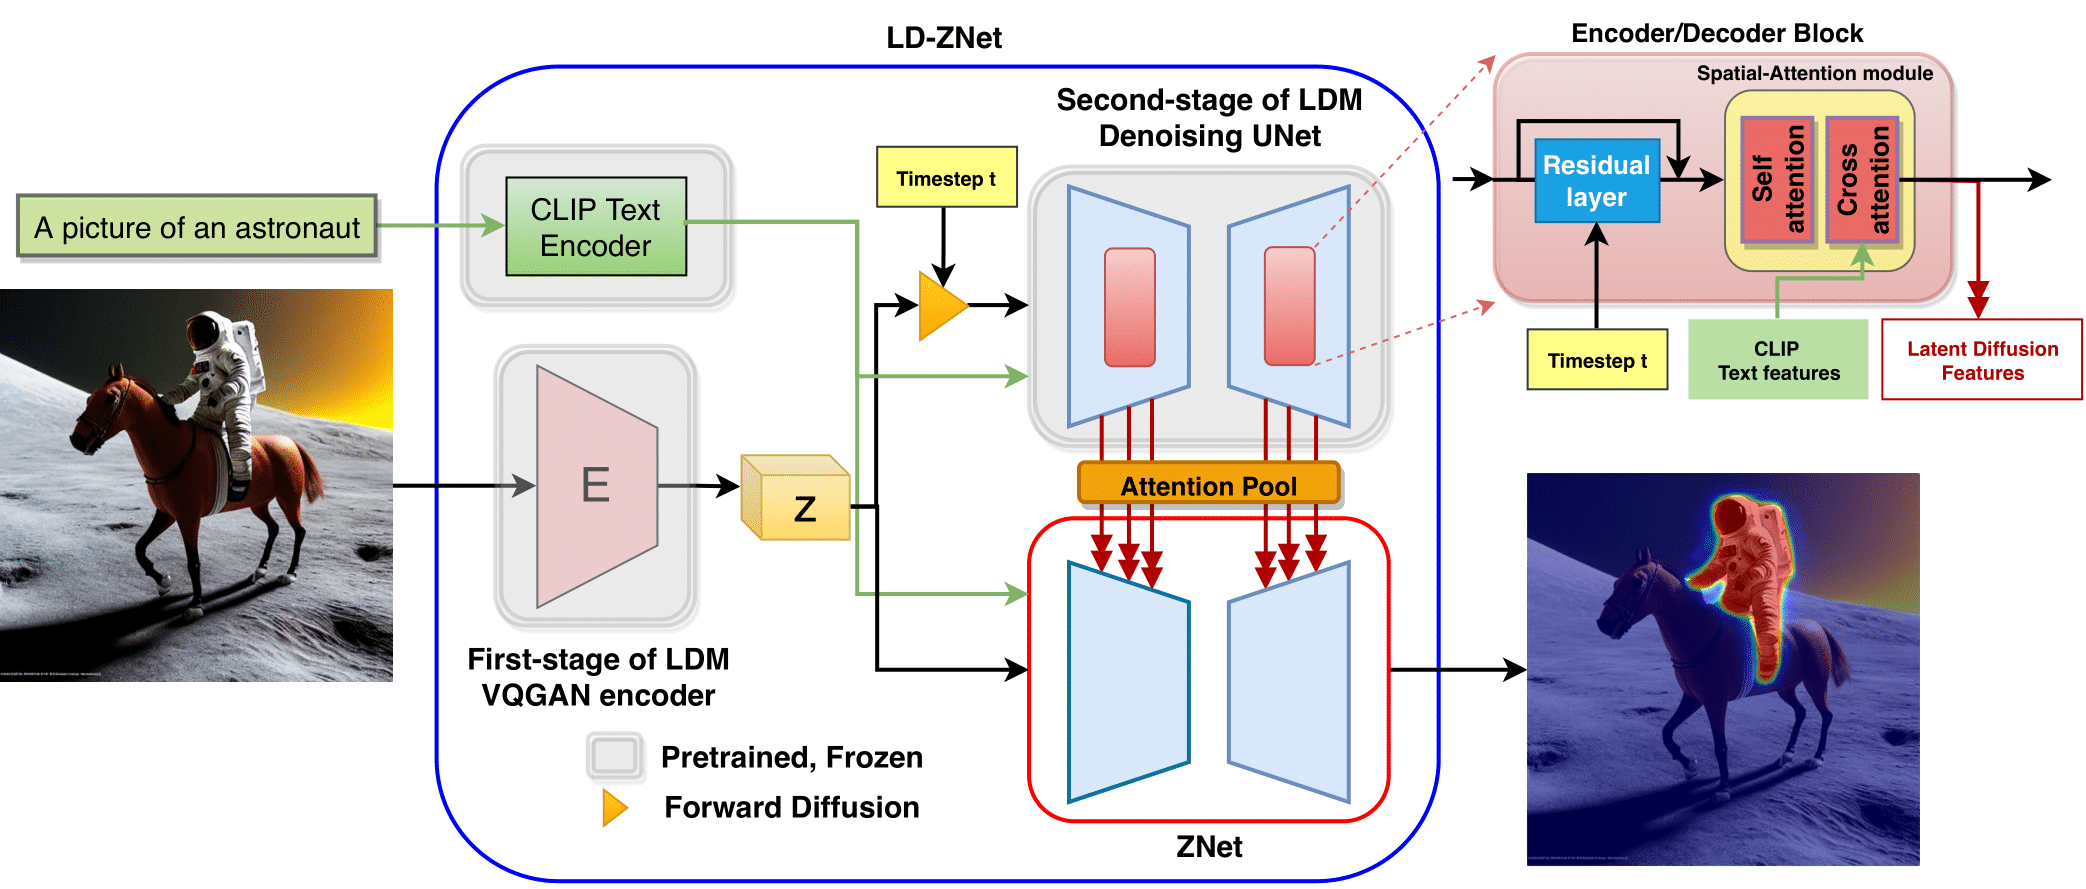 LD-ZNet
Encoder/Decoder Block
Spatial-Attention module
Second-stage of LDM
Denoising UNet
A picture of an astronaut
CLIP Text
Encoder
Timestep t
Residual
layer
Self
attention
Cross
attention
Timestep t
CLIP
Text features
Latent Diffusion
Features
E
Z
Attention Pool
First-stage of LDM
VQGAN encoder
Pretrained, Frozen
Forward Diffusion
ZNet